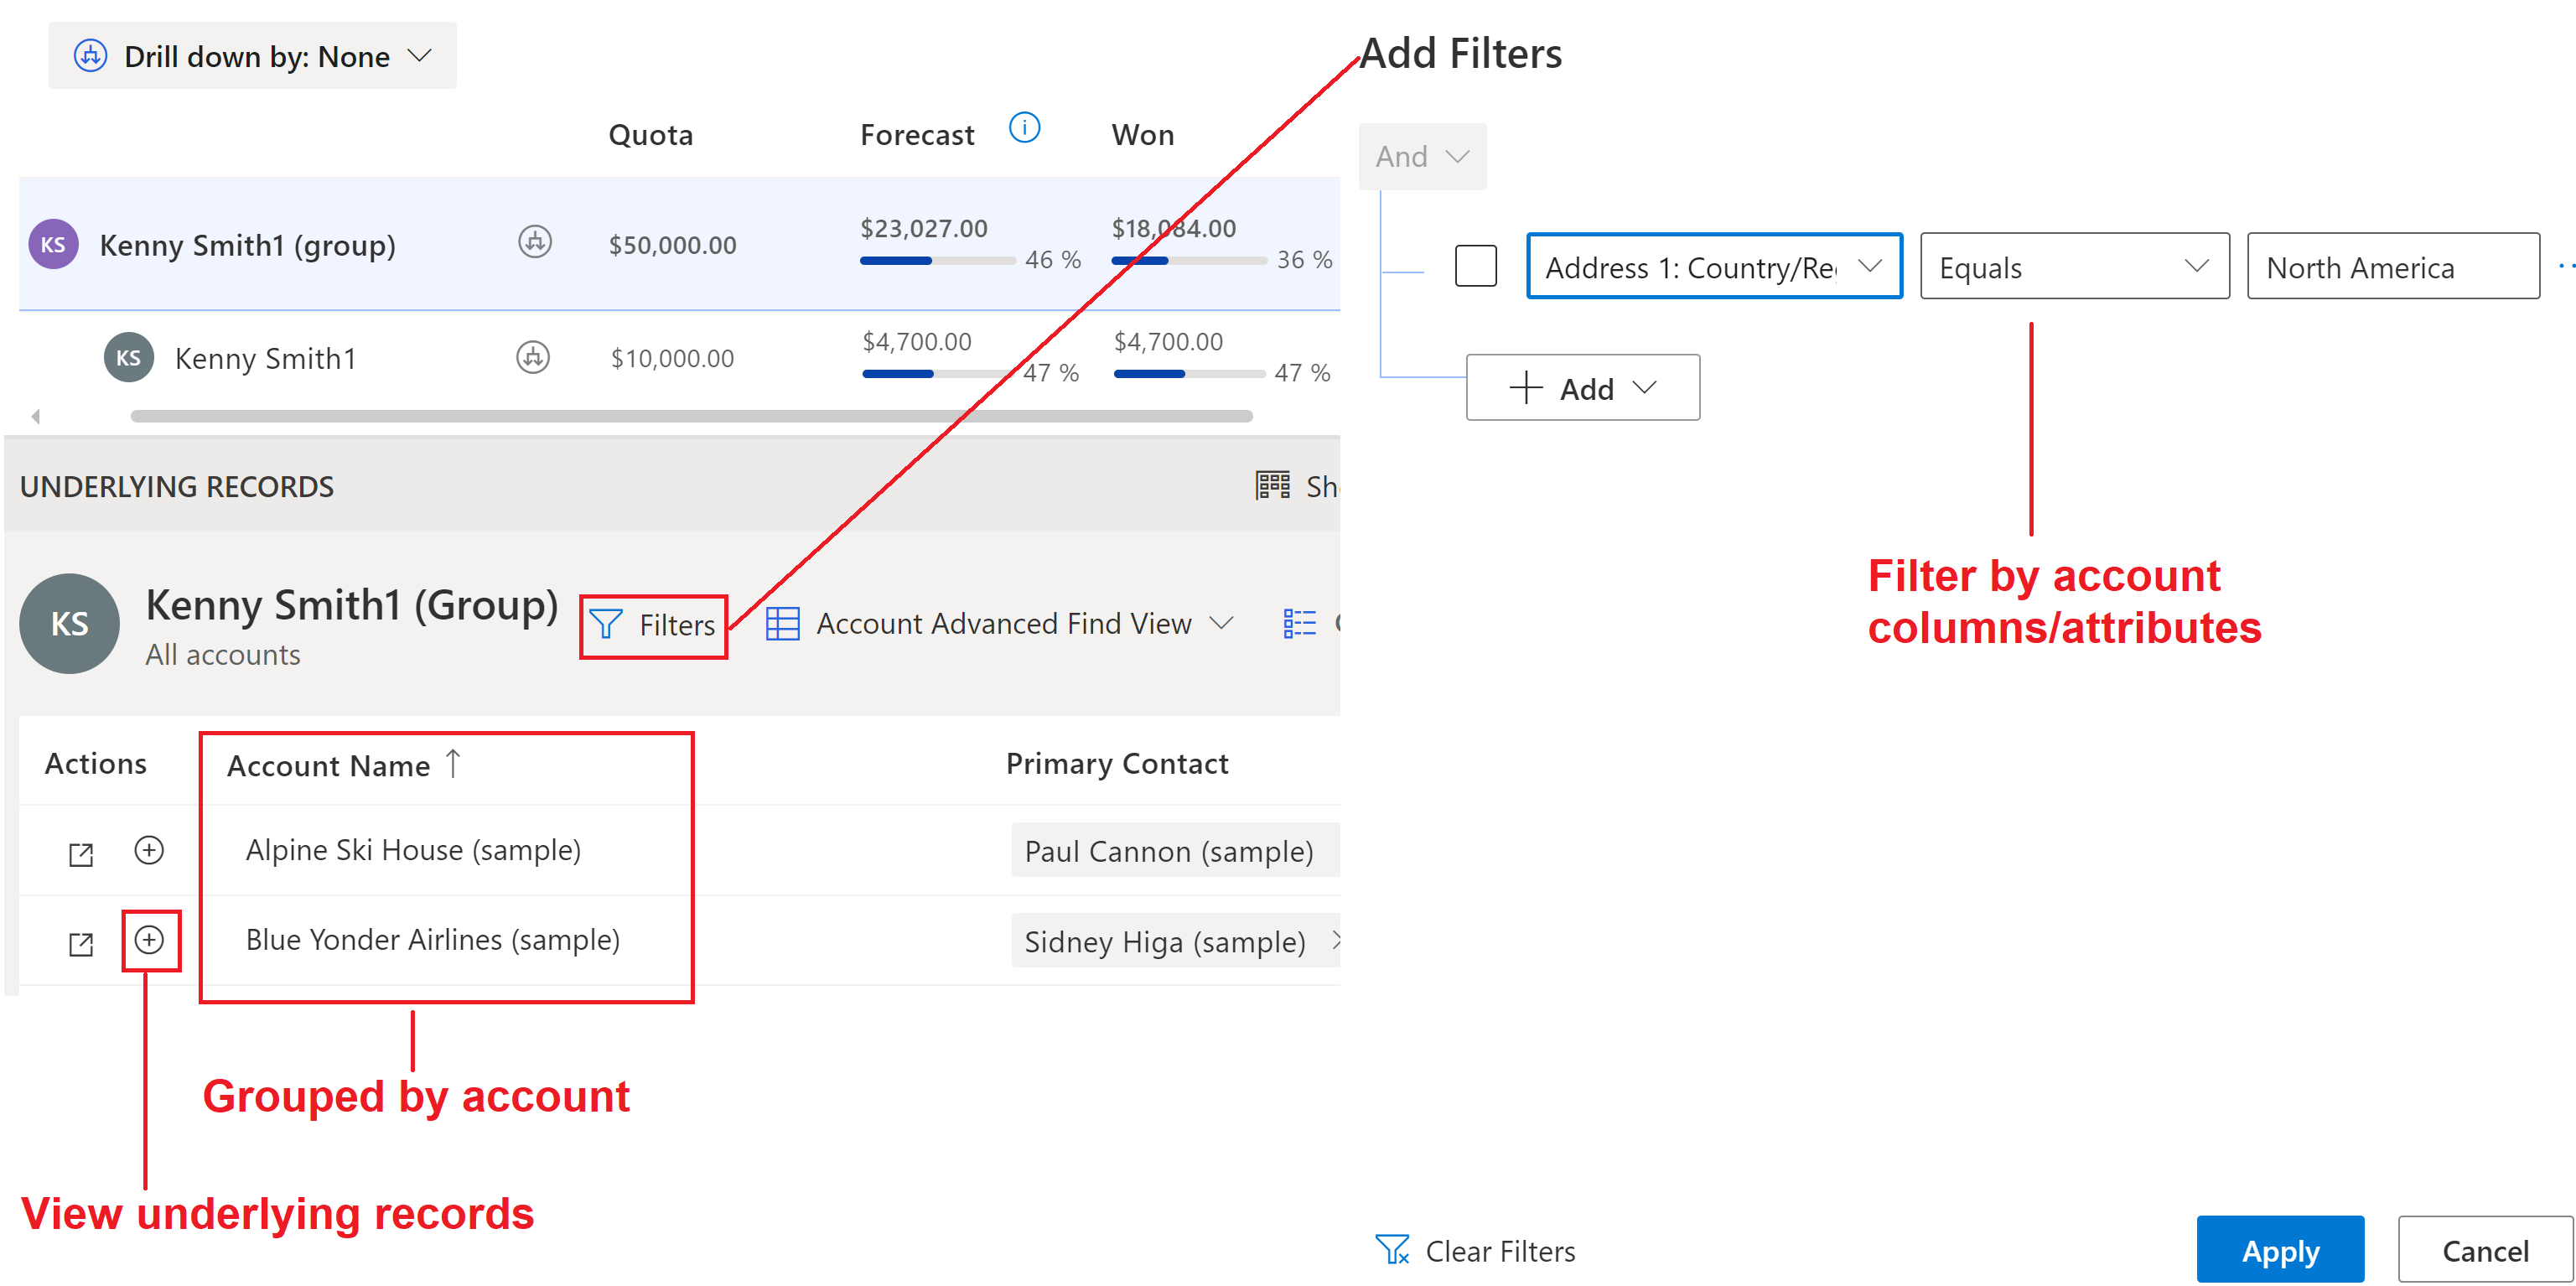 Drill down by: None
Quota Forecast Won
KS Kenny Smith1 (group) $50,000.00 $23,027.00 46 % $18,084.00 36 %
KS Kenny Smith1 $10,000.00 $4,700.00 47 % $4,700.00 47 %
UNDERLYING RECORDS Sh
KS Kenny Smith1 (Group) Filters Account Advanced Find View
All accounts
Actions Account Name Primary Contact
Alpine Ski House (sample) Paul Cannon (sample)
Blue Yonder Airlines (sample) Sidney Higa (sample)
Grouped by account
View underlying records
Add Filters
And
Address 1: Country/Reg Equals North America
Add
Filter by account
columns/attributes
Clear Filters Apply Cancel